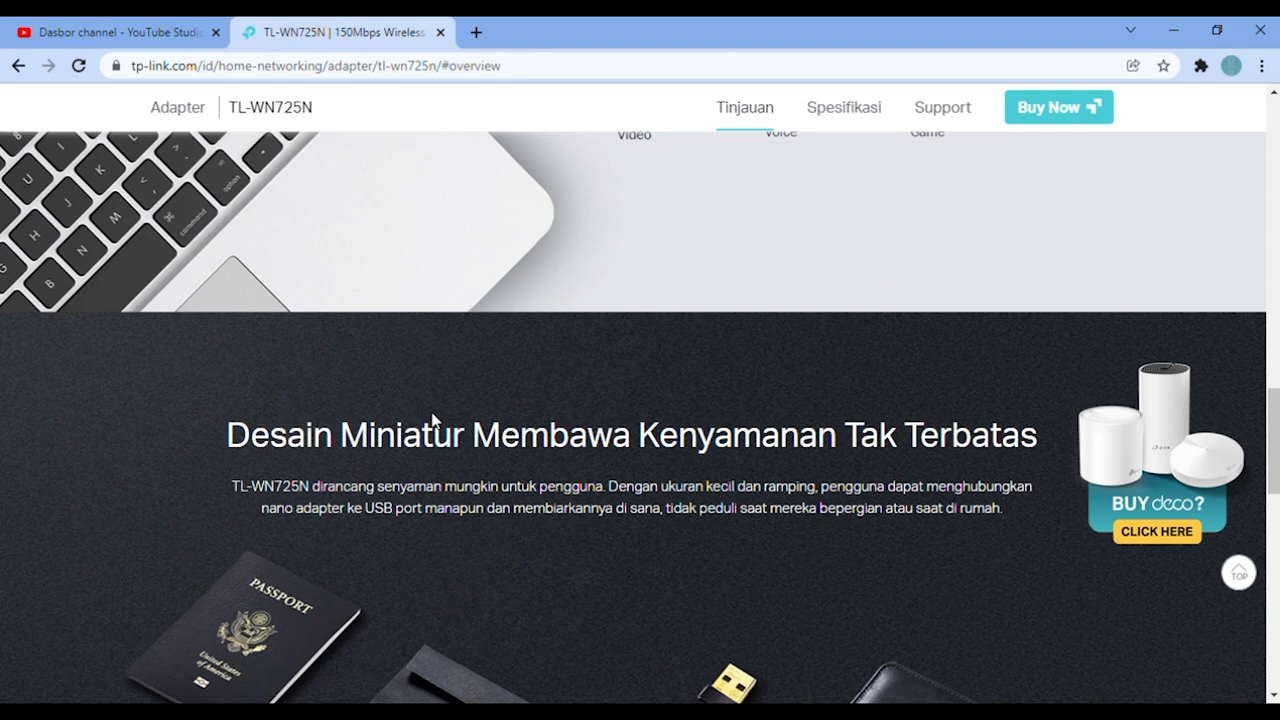 Dasbor channel - YouTube Studio
TL-WN725N | 150Mbps Wireless
tp-link.com/id/home-networking/adapter/tl-wn725n/#overview
Adapter TL-WN725N Tinjauan Spesifikasi Support Buy Now
Video Voice Game
8 I L : ; > .
U K < , option
J M ⌘ command
H N
G B
Desain Miniatur Membawa Kenyamanan Tak Terbatas
TL-WN725N dirancang senyaman mungkin untuk pengguna. Dengan ukuran kecil dan ramping, pengguna dapat menghubungkan
nano adapter ke USB port manapun dan membiarkannya di sana, tidak peduli saat mereka bepergian atau saat di rumah.
BUY deco?
CLICK HERE
TOP
PASSPORT
United States
of America